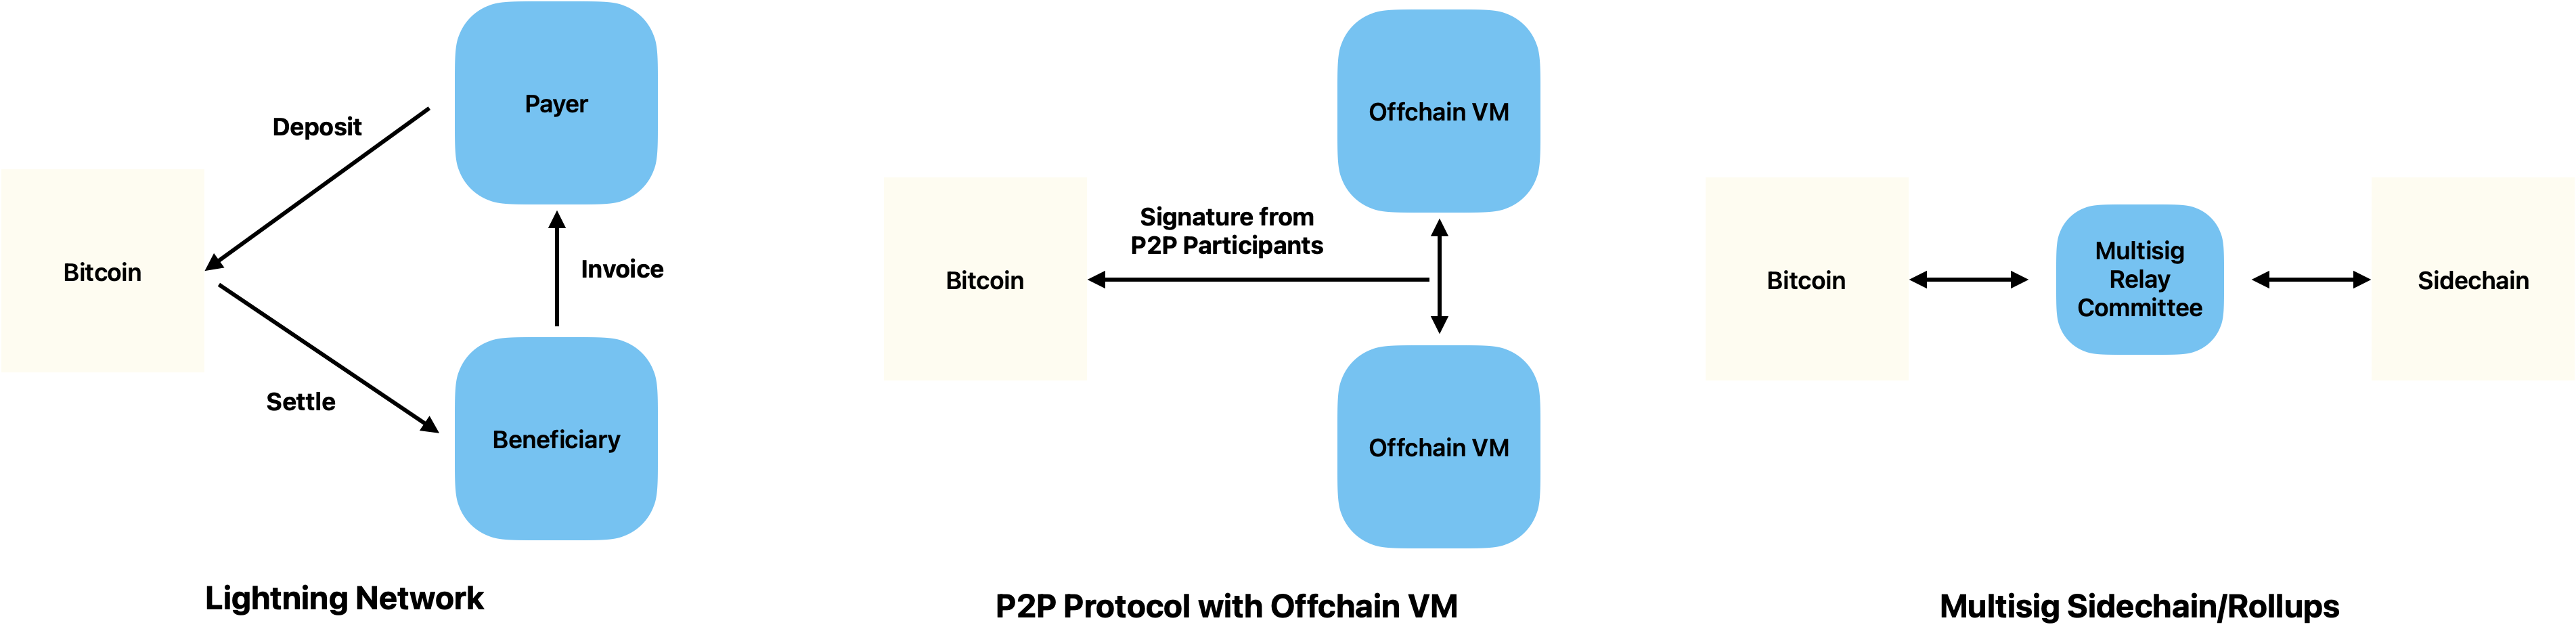 Payer
Deposit
Bitcoin
Invoice
Settle
Beneficiary
Lightning Network
Offchain VM
Signature from
P2P Participants
Bitcoin
Offchain VM
P2P Protocol with Offchain VM
Bitcoin
Multisig
Relay
Committee
Sidechain
Multisig Sidechain/Rollups